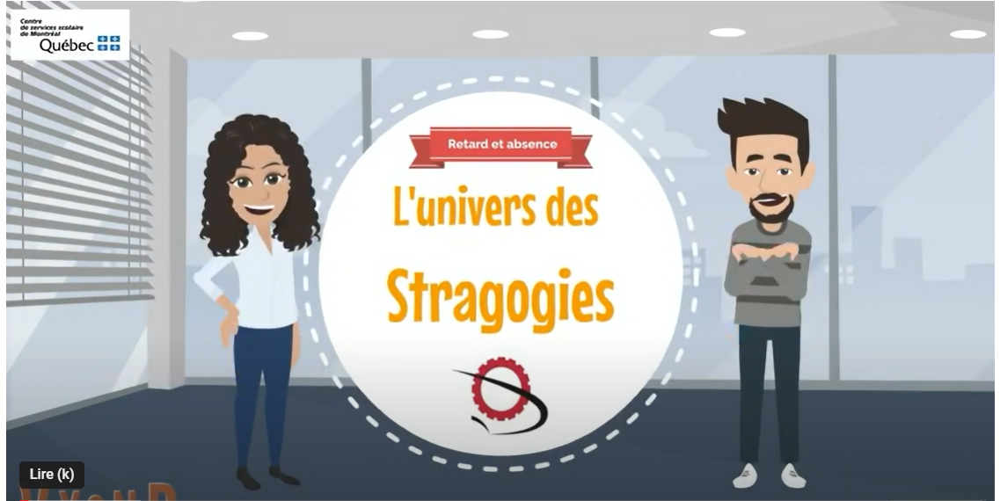 Centre
de services scolaire
de Montréal
Québec
Retard et absence
L'univers des
Stragogies
Lire (k)